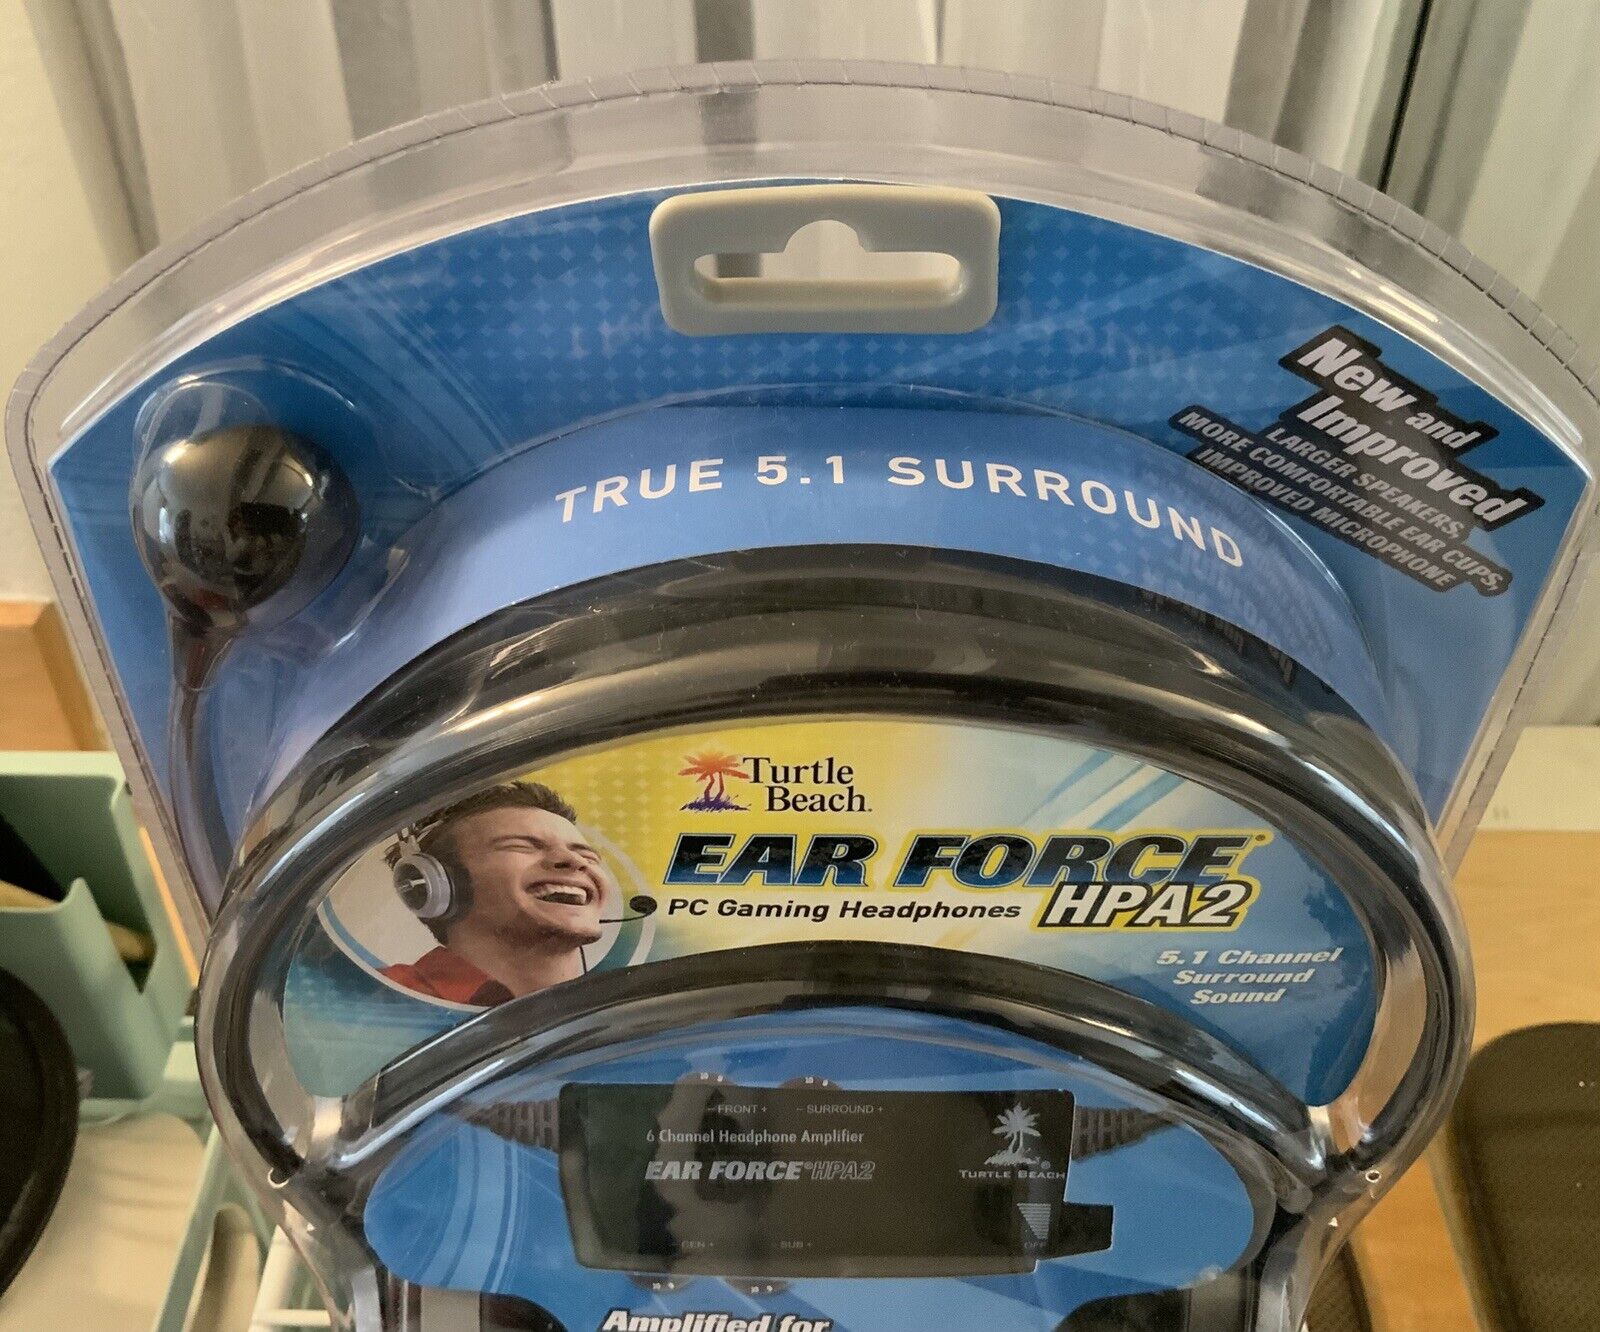 New and
Improved
LARGER SPEAKERS,
MORE COMFORTABLE EAR CUPS,
IMPROVED MICROPHONE
TRUE 5.1 SURROUND
Turtle
Beach
EAR FORCE®
PC Gaming Headphones HPA2
5.1 Channel
Surround
Sound
– FRONT + – SURROUND +
6 Channel Headphone Amplifier
EAR FORCE® HPA2
TURTLE BEACH
CEN + SUB +
OFF
Amplified for